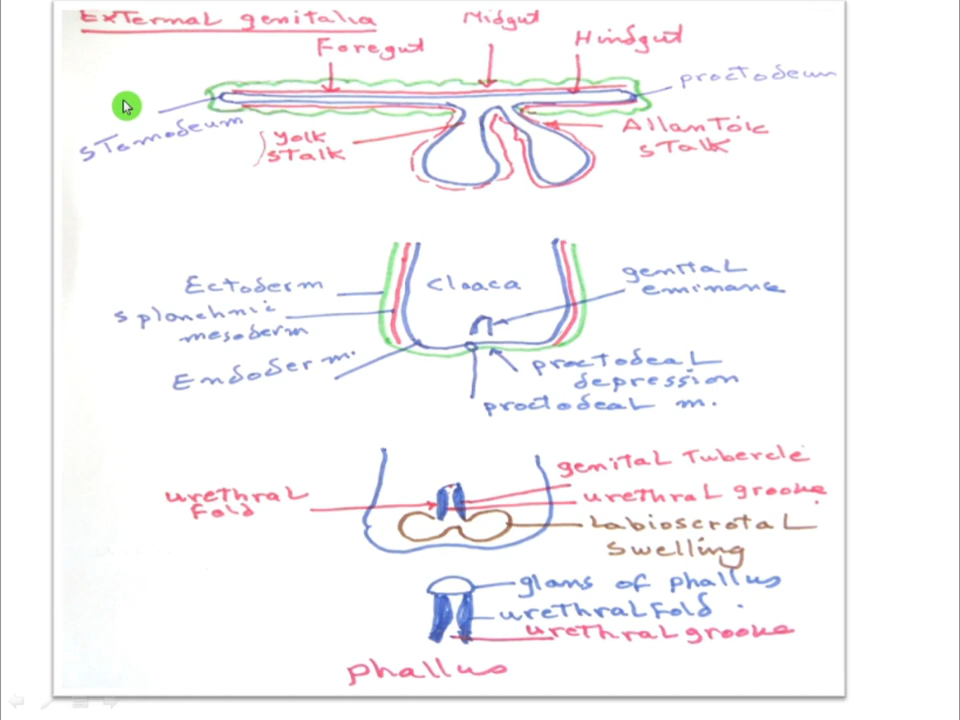 External genitalia
Midgut
Foregut
Hindgut
proctodeum
stomodeum
Yolk
stalk
Allantoic
stalk
Ectoderm
splanchnic
mesoderm
Endoderm.
Cloaca
genital
eminance
proctodeal
depression
proctodeal m.
genital Tubercle
urethral
fold
urethral groove
Labioscrotal
swelling
glans of phallus
urethral fold
urethral groove
phallus